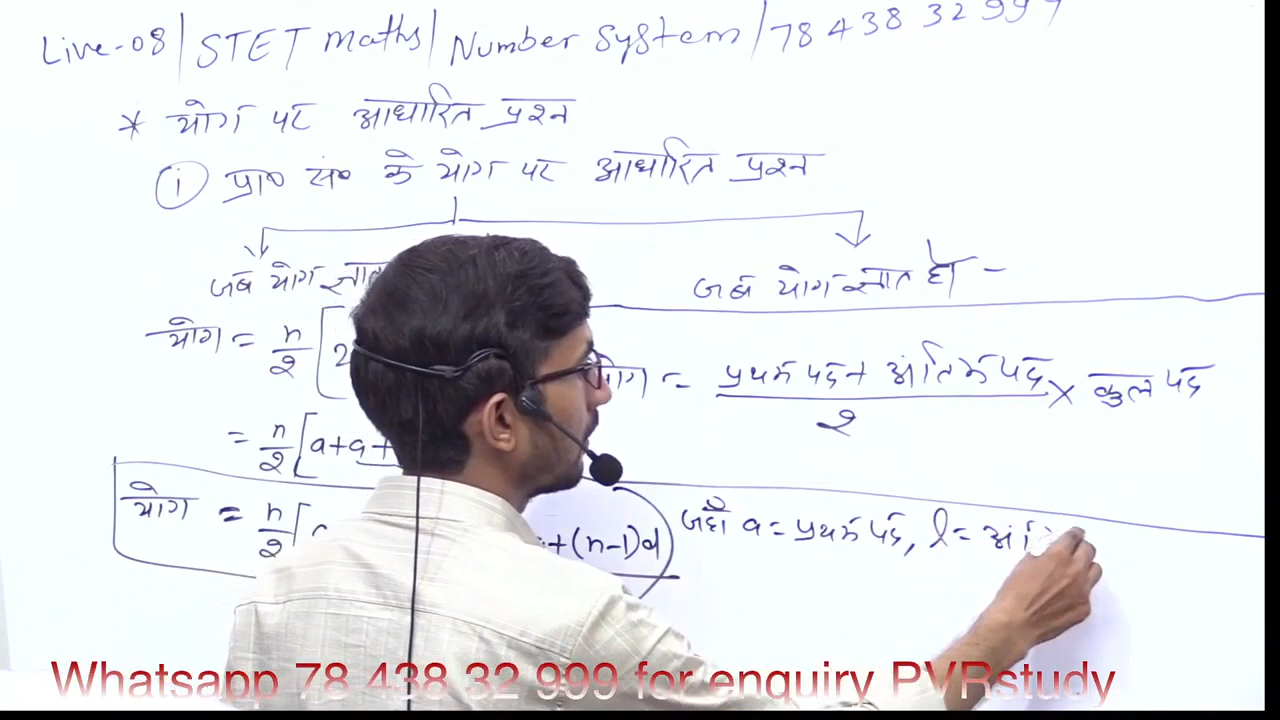 Live-08 | STET maths | Number System | 78 438 32 999
* योग पर आधारित प्रश्न
(i) प्रा० सं० के योग पर आधारित प्रश्न
जब योग ज्ञात
जब योग ज्ञात हो -
योग = n/2 [2
योग = (प्रथम पद + अंतिम पद)/2 × कुल पद
= n/2 [a+a+
योग = n/2 [
+(n-1)d
जहाँ a = प्रथम पद, l = अंति
Whatsapp 78 438 32 999 for enquiry PVRstudy